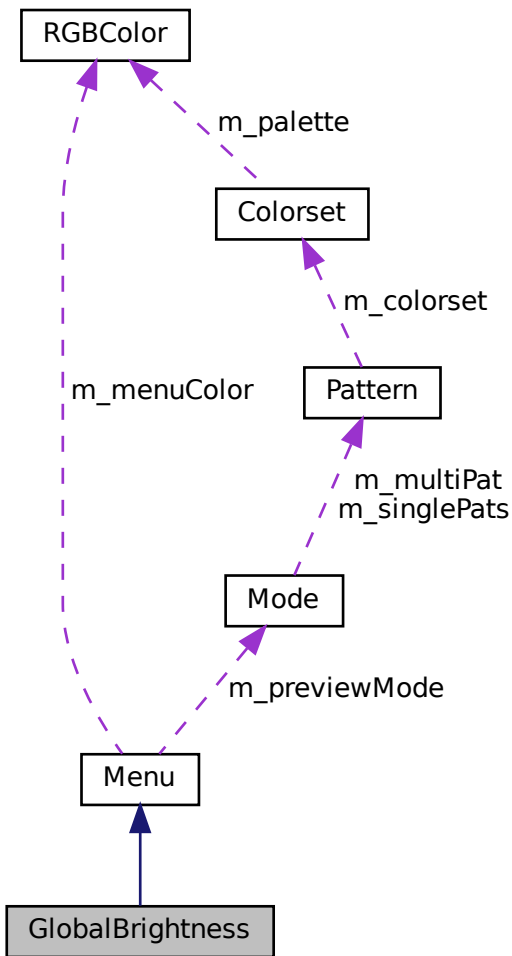 RGBColor
m_palette
Colorset
m_colorset
Pattern
m_menuColor
m_multiPat
m_singlePats
Mode
m_previewMode
Menu
GlobalBrightness